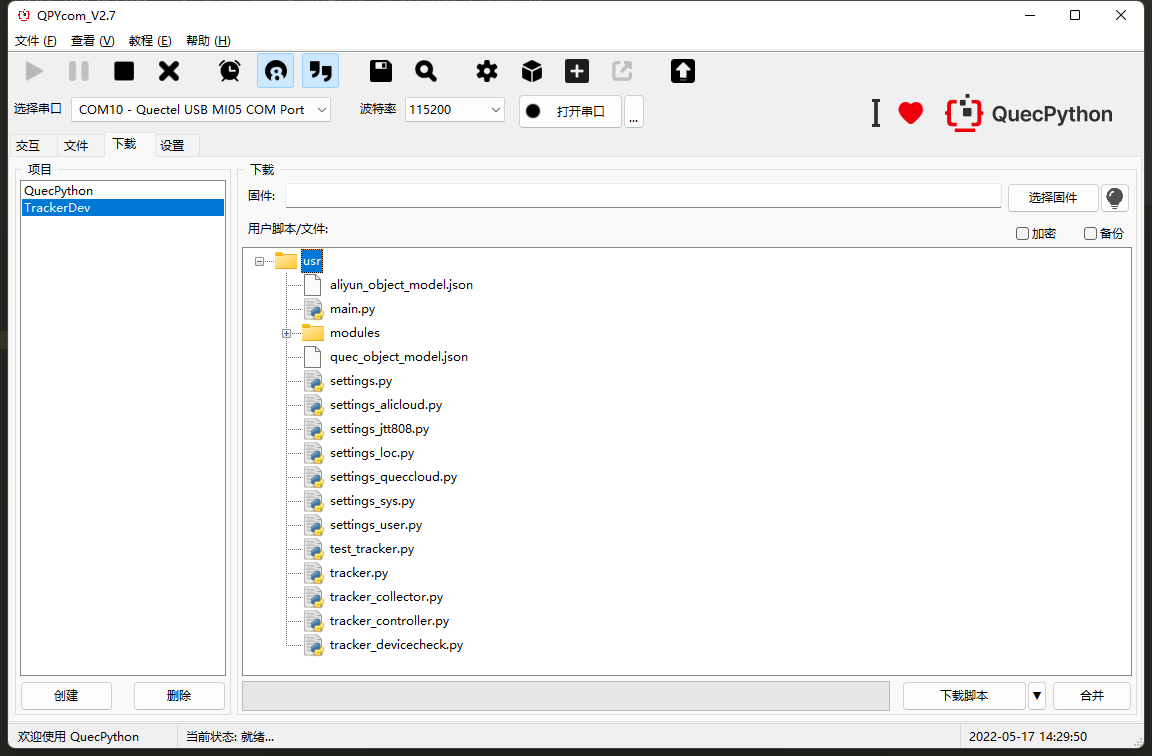 QPYcom_V2.7
文件 (F) 查看 (V) 教程 (E) 帮助 (H)
选择串口 COM10 - Quectel USB MI05 COM Port 波特率 115200 打开串口 ...
I QuecPython
交互 文件 下载 设置
项目
QuecPython
TrackerDev
创建 删除
下载
固件: 选择固件
用户脚本/文件: 加密 备份
usr
aliyun_object_model.json
main.py
modules
quec_object_model.json
settings.py
settings_alicloud.py
settings_jtt808.py
settings_loc.py
settings_queccloud.py
settings_sys.py
settings_user.py
test_tracker.py
tracker.py
tracker_collector.py
tracker_controller.py
tracker_devicecheck.py
下载脚本 合并
欢迎使用 QuecPython 当前状态: 就绪... 2022-05-17 14:29:50